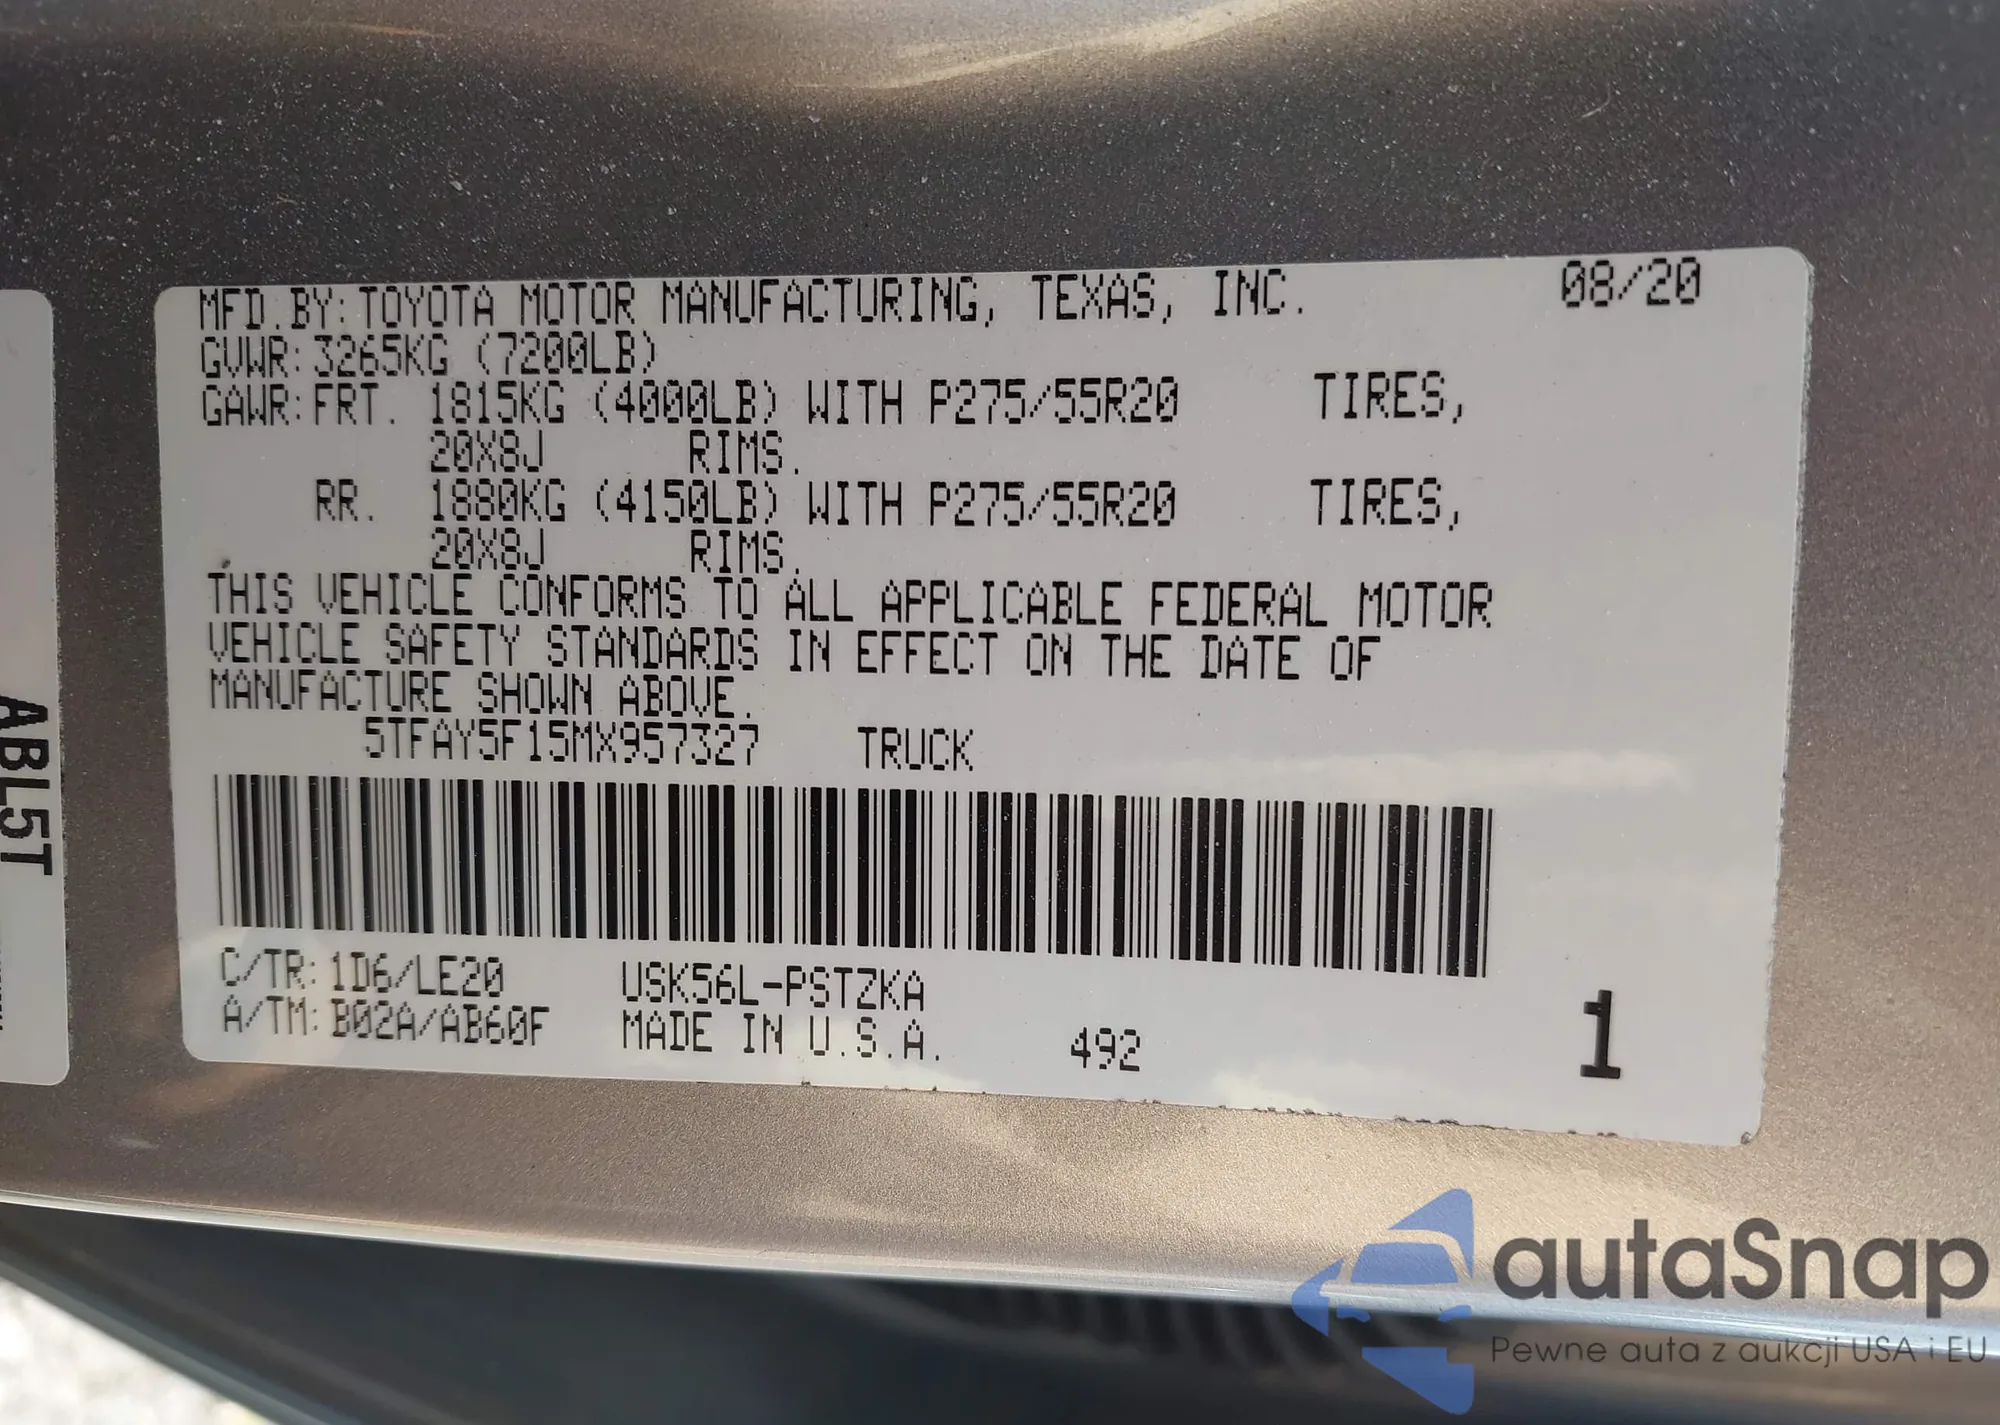 MFD.BY:TOYOTA MOTOR MANUFACTURING, TEXAS, INC. 08/20
GVWR:3265KG (7200LB)
GAWR:FRT. 1815KG (4000LB) WITH P275/55R20 TIRES,
20X8J RIMS.
RR. 1880KG (4150LB) WITH P275/55R20 TIRES,
20X8J RIMS.
THIS VEHICLE CONFORMS TO ALL APPLICABLE FEDERAL MOTOR
VEHICLE SAFETY STANDARDS IN EFFECT ON THE DATE OF
MANUFACTURE SHOWN ABOVE.
5TFAY5F15MX957327 TRUCK
C/TR:1D6/LE20 USK56L-PSTZKA
A/TM:B02A/AB60F MADE IN U.S.A. 492 1
ABL5T
autaSnap
Pewne auta z aukcji USA i EU